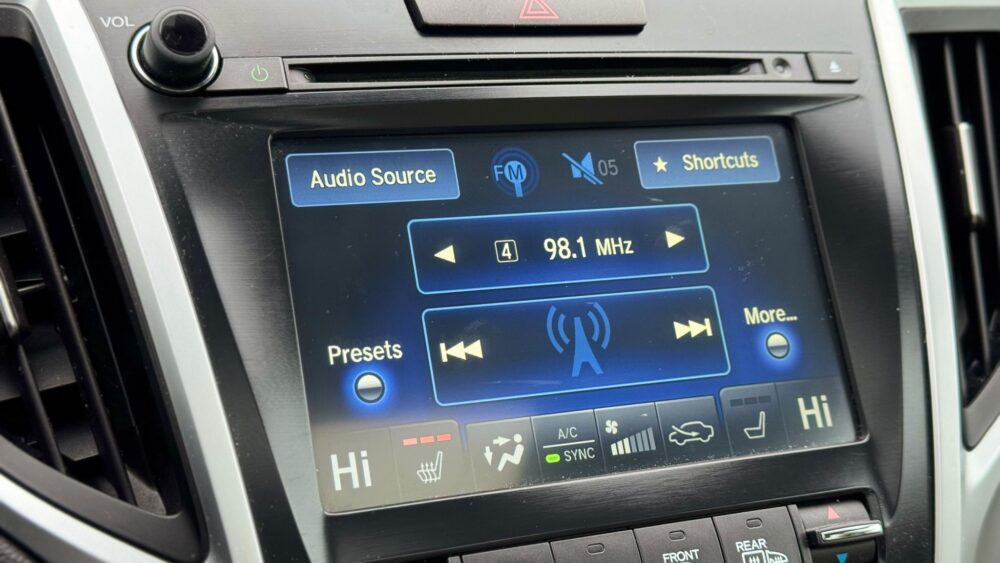 VOL
Audio Source
FM
05
★ Shortcuts
4 98.1 MHz
Presets
More...
Hi
A/C
SYNC
Hi
FRONT
REAR